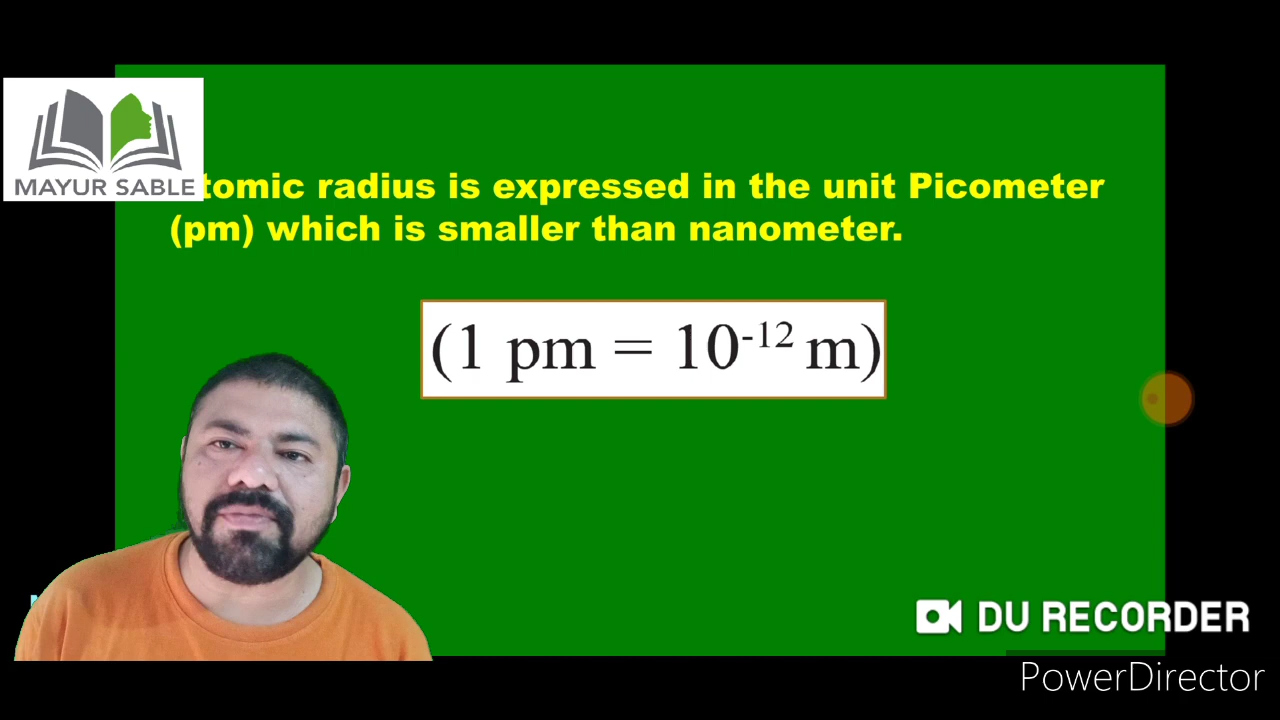 MAYUR SABLE
tomic radius is expressed in the unit Picometer
(pm) which is smaller than nanometer.
(1 pm = 10⁻¹² m)
DU RECORDER
PowerDirector